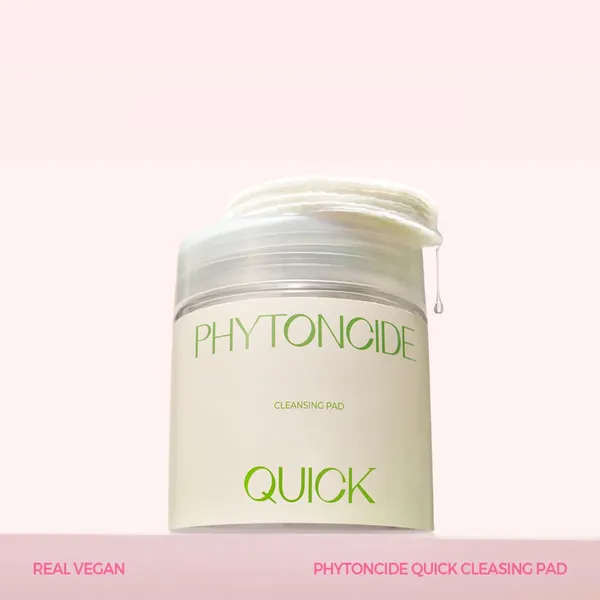 PHYTONCIDE
CLEANSING PAD
QUICK
REAL VEGAN
PHYTONCIDE QUICK CLEASING PAD